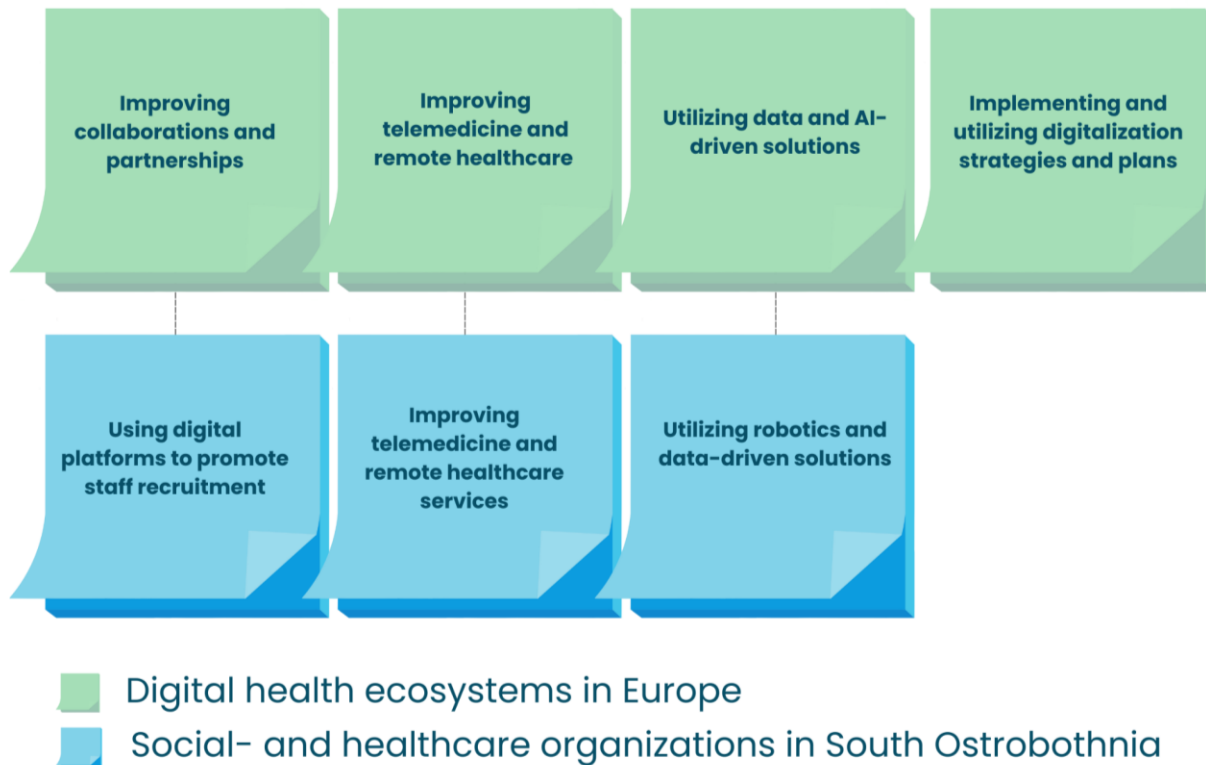 Improving
collaborations and
partnerships
Improving
telemedicine and
remote healthcare
Utilizing data and AI-
driven solutions
Implementing and
utilizing digitalization
strategies and plans
Using digital
platforms to promote
staff recruitment
Improving
telemedicine and
remote healthcare
services
Utilizing robotics and
data-driven solutions
Digital health ecosystems in Europe
Social- and healthcare organizations in South Ostrobothnia